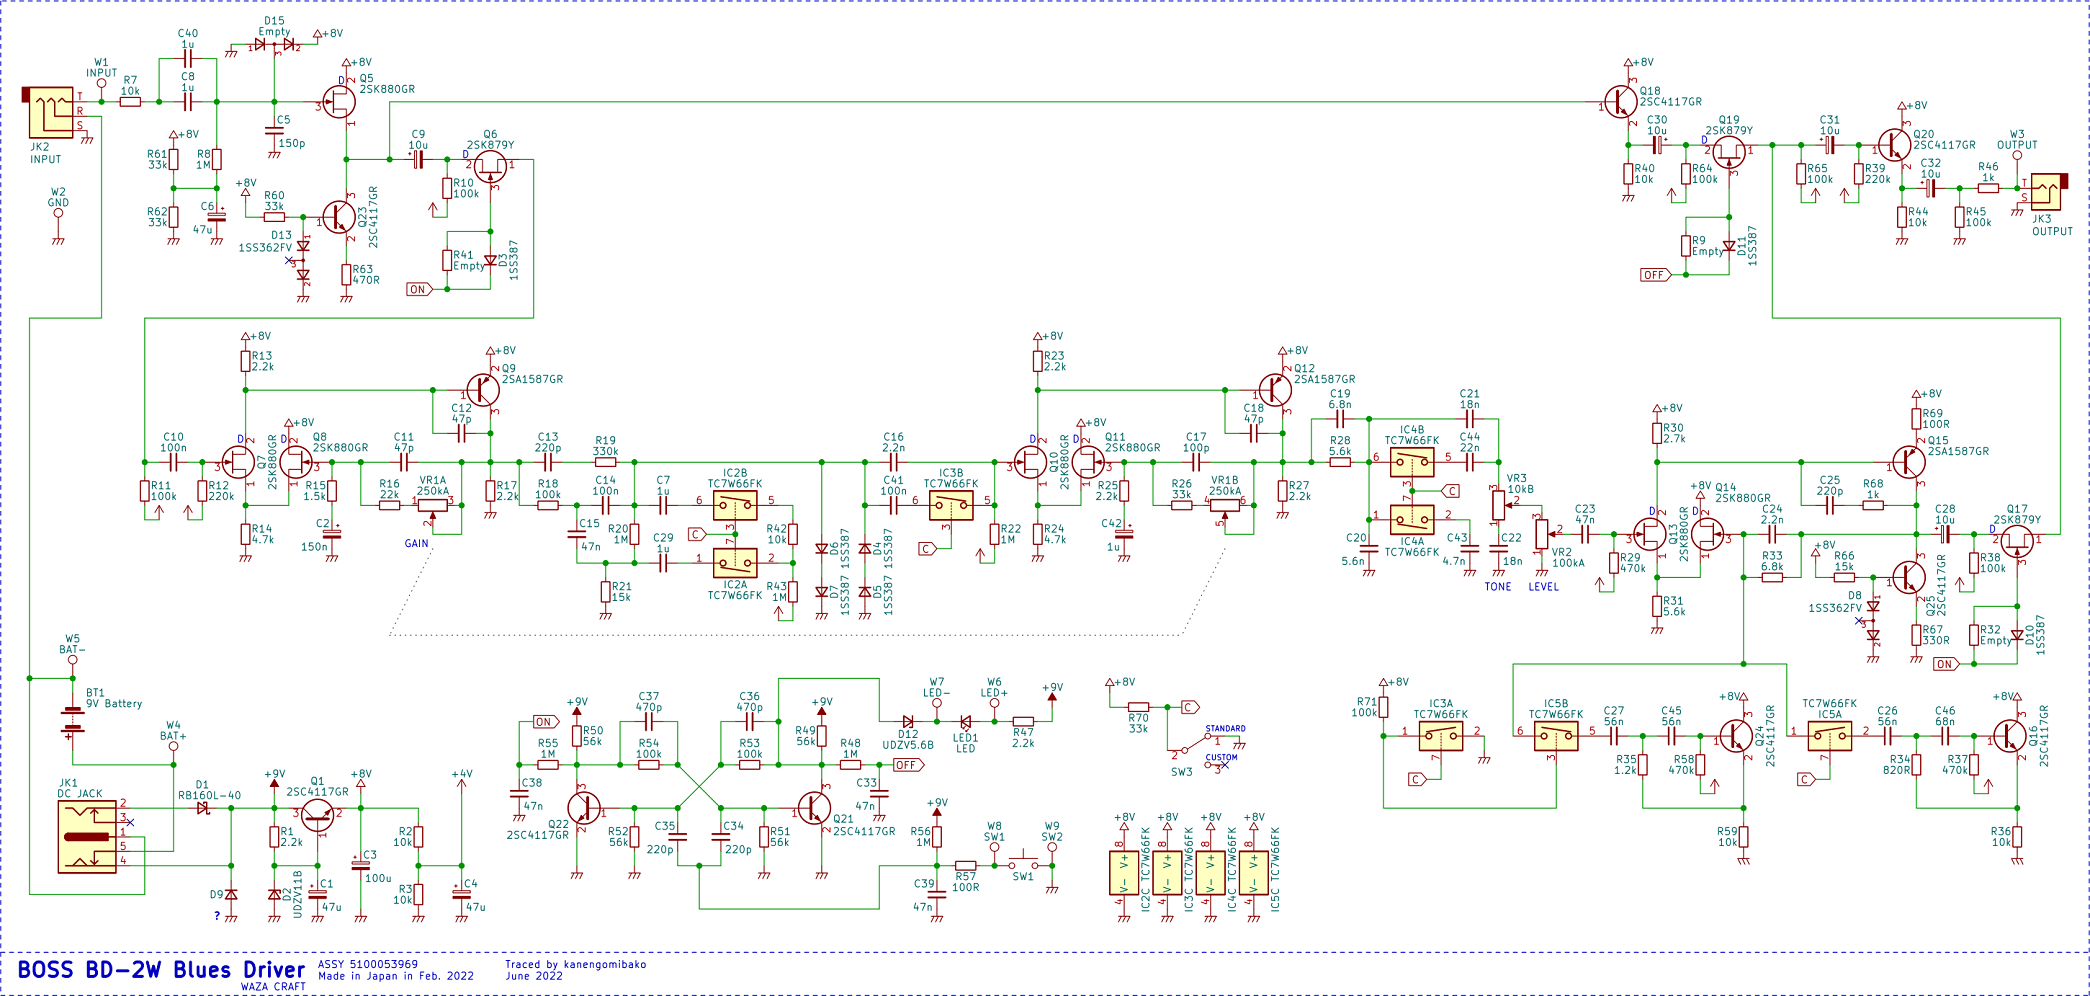 D15
Empty
+8V
C40
1u
C8
1u
W1
INPUT
R7
10k
T
R
S
JK2
INPUT
W2
GND
+8V
R61
33k
R8
1M
R62
33k
C6
47u
C5
150p
+8V
D
Q5
2SK880GR
+8V
R60
33k
D13
1SS362FV
Q23
2SC4117GR
R63
470R
C9
10u
Q6
2SK879Y
D
R10
100k
R41
Empty
D3
1SS387
ON
+8V
Q18
2SC4117GR
C30
10u
Q19
2SK879Y
D
R40
10k
R64
100k
R9
Empty
D11
1SS387
OFF
C31
10u
R65
100k
R39
220k
+8V
Q20
2SC4117GR
C32
10u
R46
1k
W3
OUTPUT
R44
10k
R45
100k
T
S
JK3
OUTPUT
+8V
R13
2.2k
C10
100n
R11
100k
R12
220k
D
Q7
2SK880GR
+8V
D
Q8
2SK880GR
R14
4.7k
R15
1.5k
C2
150n
R16
22k
C11
47p
VR1A
250kA
GAIN
+8V
Q9
2SA1587GR
C12
47p
R17
2.2k
C13
220p
R19
330k
R18
100k
C14
100n
C15
47n
R20
1M
R21
15k
C7
1u
C29
1u
IC2B
TC7W66FK
C
IC2A
TC7W66FK
R42
10k
R43
1M
D6
1SS387
D7
1SS387
D4
1SS387
D5
1SS387
C16
2.2n
C41
100n
IC3B
TC7W66FK
C
R22
1M
+8V
R23
2.2k
D
Q10
2SK880GR
+8V
D
Q11
2SK880GR
R24
4.7k
R25
2.2k
C42
1u
R26
33k
C17
100p
VR1B
250kA
+8V
Q12
2SA1587GR
C18
47p
R27
2.2k
C19
6.8n
R28
5.6k
C20
5.6n
IC4B
TC7W66FK
C
IC4A
TC7W66FK
C21
18n
C44
22n
C43
4.7n
C22
18n
VR3
10kB
TONE
VR2
100kA
LEVEL
C23
47n
R29
470k
+8V
R30
2.7k
D
Q13
2SK880GR
+8V
D
Q14
2SK880GR
R31
5.6k
C24
2.2n
R33
6.8k
C25
220p
R68
1k
+8V
R69
100R
Q15
2SA1587GR
+8V
R66
15k
D8
1SS362FV
Q25
2SC4117GR
R67
330R
C28
10u
R38
100k
D
Q17
2SK879Y
R32
Empty
D10
1SS387
ON
W5
BAT-
BT1
9V Battery
W4
BAT+
JK1
DC JACK
D1
RB160L-40
D9
?
+9V
R1
2.2k
D2
UDZV11B
Q1
2SC4117GR
C1
47u
+8V
C3
100u
R2
10k
R3
10k
+4V
C4
47u
ON
R55
1M
C38
47n
+9V
R50
56k
Q22
2SC4117GR
C37
470p
R54
100k
R52
56k
C35
220p
C36
470p
R53
100k
C34
220p
R51
56k
+9V
R49
56k
Q21
2SC4117GR
R48
1M
OFF
C33
47n
D12
UDZV5.6B
W7
LED-
LED1
LED
W6
LED+
R47
2.2k
+9V
+9V
R56
1M
C39
47n
R57
100R
W8
SW1
SW1
W9
SW2
+8V
R70
33k
C
STANDARD
CUSTOM
SW3
+8V
8
V- V+
4
IC2C TC7W66FK
+8V
8
V- V+
4
IC3C TC7W66FK
+8V
8
V- V+
4
IC4C TC7W66FK
+8V
8
V- V+
4
IC5C TC7W66FK
+8V
R71
100k
IC3A
TC7W66FK
C
IC5B
TC7W66FK
C27
56n
C45
56n
R35
1.2k
R58
470k
+8V
Q24
2SC4117GR
R59
10k
TC7W66FK
IC5A
C
C26
56n
C46
68n
R34
820R
R37
470k
+8V
Q16
2SC4117GR
R36
10k
BOSS BD-2W Blues Driver
WAZA CRAFT
ASSY 5100053969
Made in Japan in Feb. 2022
Traced by kanengomibako
June 2022